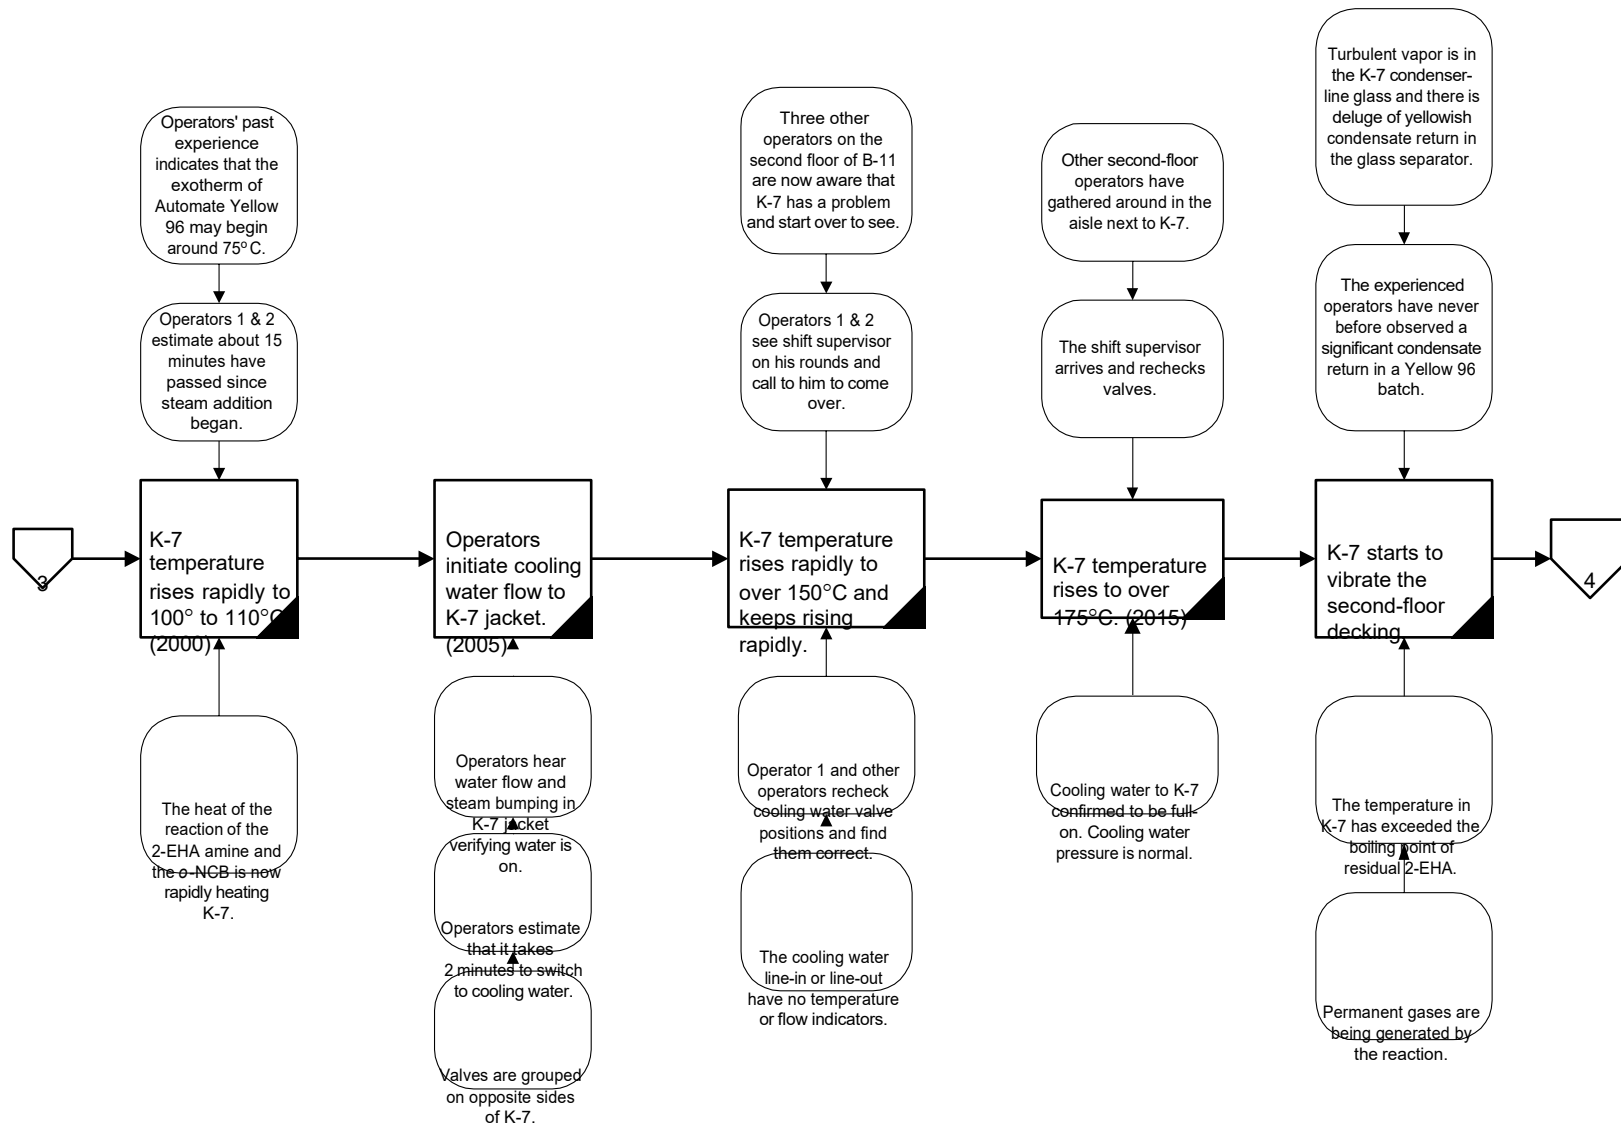 Operators' past
experience
indicates that the
exotherm of
Automate Yellow
96 may begin
around 75°C.
Operators 1 & 2
estimate about 15
minutes have
passed since
steam addition
began.
Three other
operators on the
second floor of B-11
are now aware that
K-7 has a problem
and start over to see.
Operators 1 & 2
see shift supervisor
on his rounds and
call to him to come
over.
Other second-floor
operators have
gathered around in the
aisle next to K-7.
The shift supervisor
arrives and rechecks
valves.
Turbulent vapor is in
the K-7 condenser-
line glass and there is
deluge of yellowish
condensate return in
the glass separator.
The experienced
operators have never
before observed a
significant condensate
return in a Yellow 96
batch.
3
K-7
temperature
rises rapidly to
100° to 110°C
(2000)
Operators
initiate cooling
water flow to
K-7 jacket.
(2005)
K-7 temperature
rises rapidly to
over 150°C and
keeps rising
rapidly.
K-7 temperature
rises to over
175°C. (2015)
K-7 starts to
vibrate the
second-floor
decking.
4
The heat of the
reaction of the
2-EHA amine and
the o-NCB is now
rapidly heating
K-7.
Operators hear
water flow and
steam bumping in
K-7 jacket
verifying water is
on.
Operators estimate
that it takes
2 minutes to switch
to cooling water.
Valves are grouped
on opposite sides
of K-7.
Operator 1 and other
operators recheck
cooling water valve
positions and find
them correct.
The cooling water
line-in or line-out
have no temperature
or flow indicators.
Cooling water to K-7
confirmed to be full-
on. Cooling water
pressure is normal.
The temperature in
K-7 has exceeded the
boiling point of
residual 2-EHA.
Permanent gases are
being generated by
the reaction.